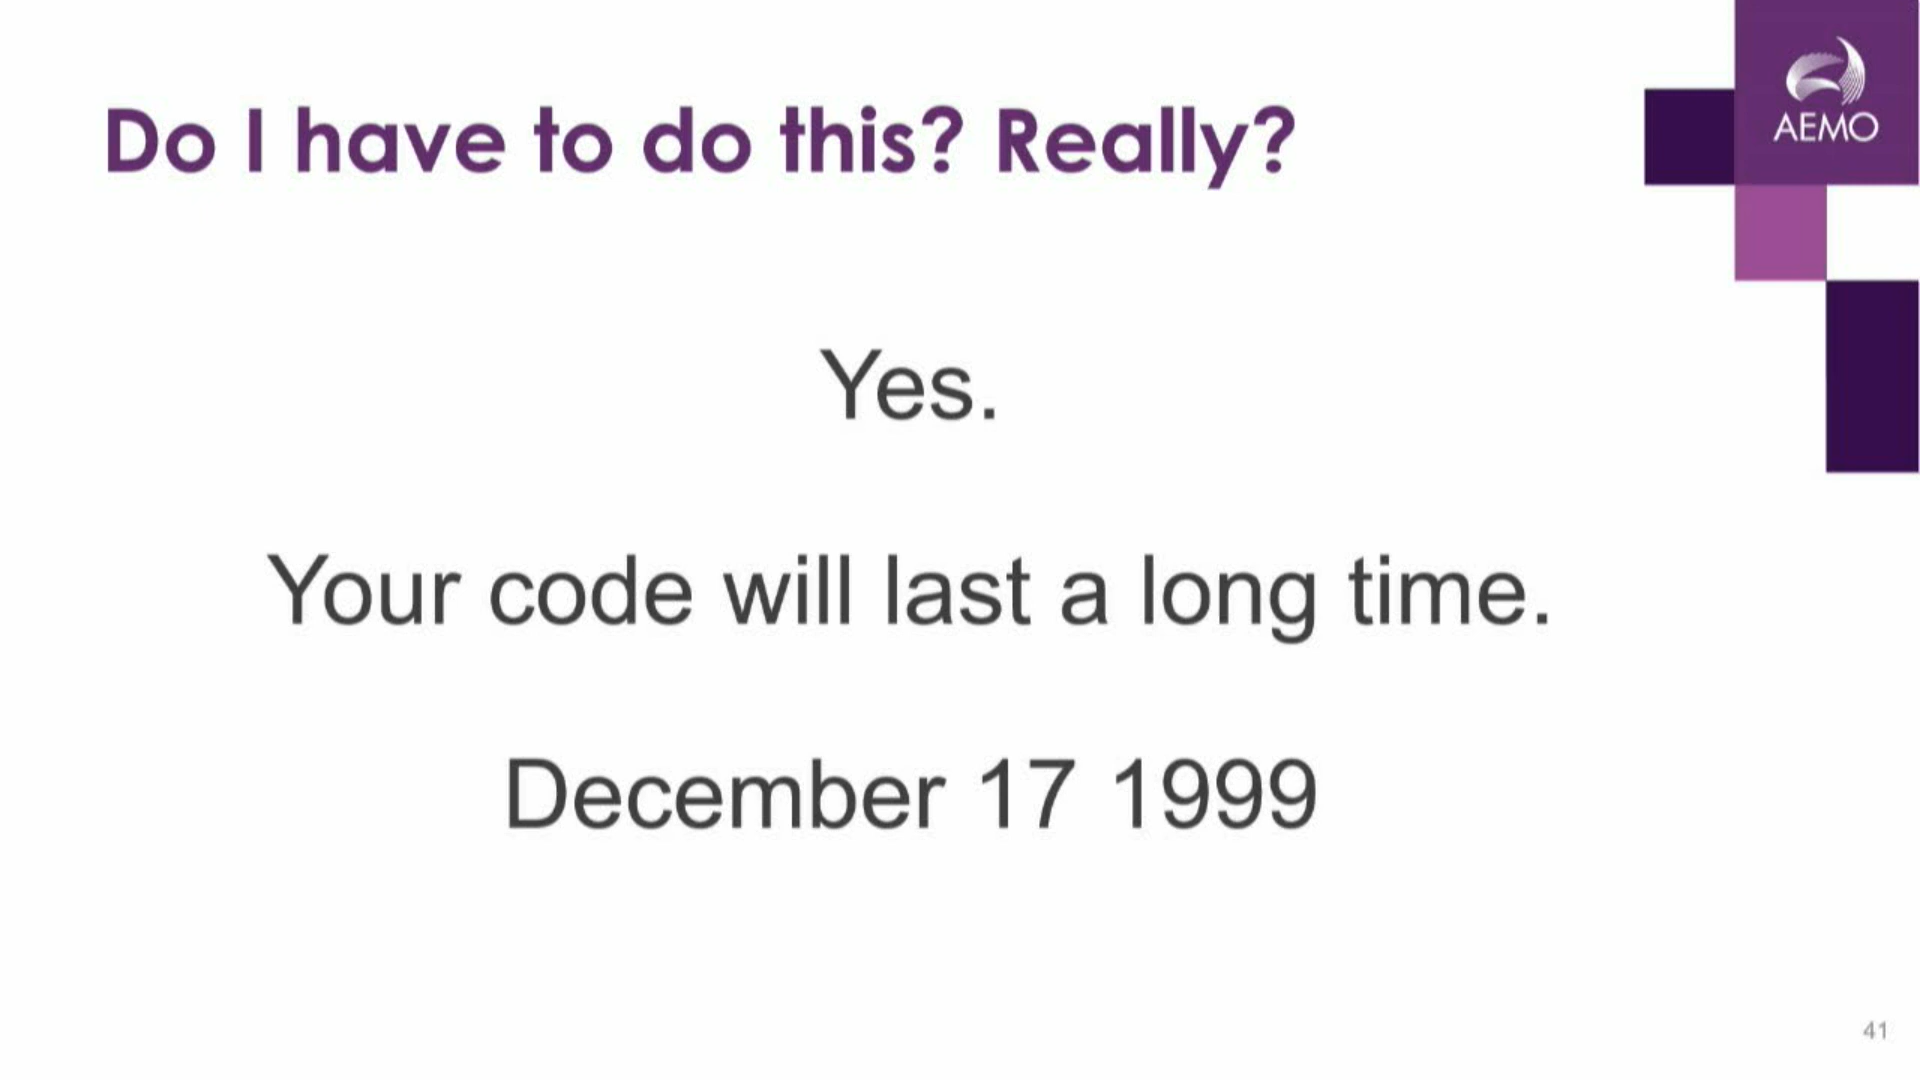 AEMO
Do I have to do this? Really?
Yes.
Your code will last a long time.
December 17 1999
41